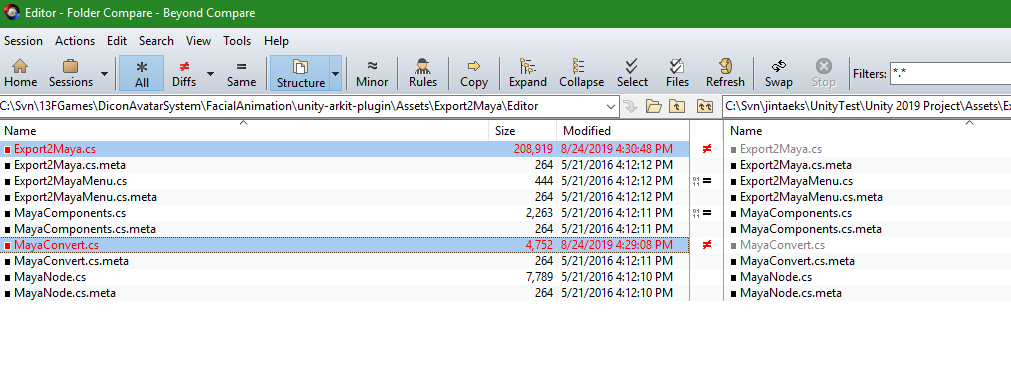 Editor - Folder Compare - Beyond Compare
Session Actions Edit Search View Tools Help
Home Sessions All Diffs Same Structure Minor Rules Copy Expand Collapse Select Files Refresh Swap Stop Filters: *.*
C:\Svn\13FGames\DiconAvatarSystem\FacialAnimation\unity-arkit-plugin\Assets\Export2Maya\Editor C:\Svn\jintaeks\UnityTest\Unity 2019 Project\Assets\Ex
Name Size Modified Name
Export2Maya.cs 208,919 8/24/2019 4:30:48 PM ≠ Export2Maya.cs
Export2Maya.cs.meta 264 5/21/2016 4:12:12 PM Export2Maya.cs.meta
Export2MayaMenu.cs 444 5/21/2016 4:12:12 PM = Export2MayaMenu.cs
Export2MayaMenu.cs.meta 264 5/21/2016 4:12:12 PM Export2MayaMenu.cs.meta
MayaComponents.cs 2,263 5/21/2016 4:12:11 PM = MayaComponents.cs
MayaComponents.cs.meta 264 5/21/2016 4:12:11 PM MayaComponents.cs.meta
MayaConvert.cs 4,752 8/24/2019 4:29:08 PM ≠ MayaConvert.cs
MayaConvert.cs.meta 264 5/21/2016 4:12:11 PM MayaConvert.cs.meta
MayaNode.cs 7,789 5/21/2016 4:12:10 PM MayaNode.cs
MayaNode.cs.meta 264 5/21/2016 4:12:10 PM MayaNode.cs.meta